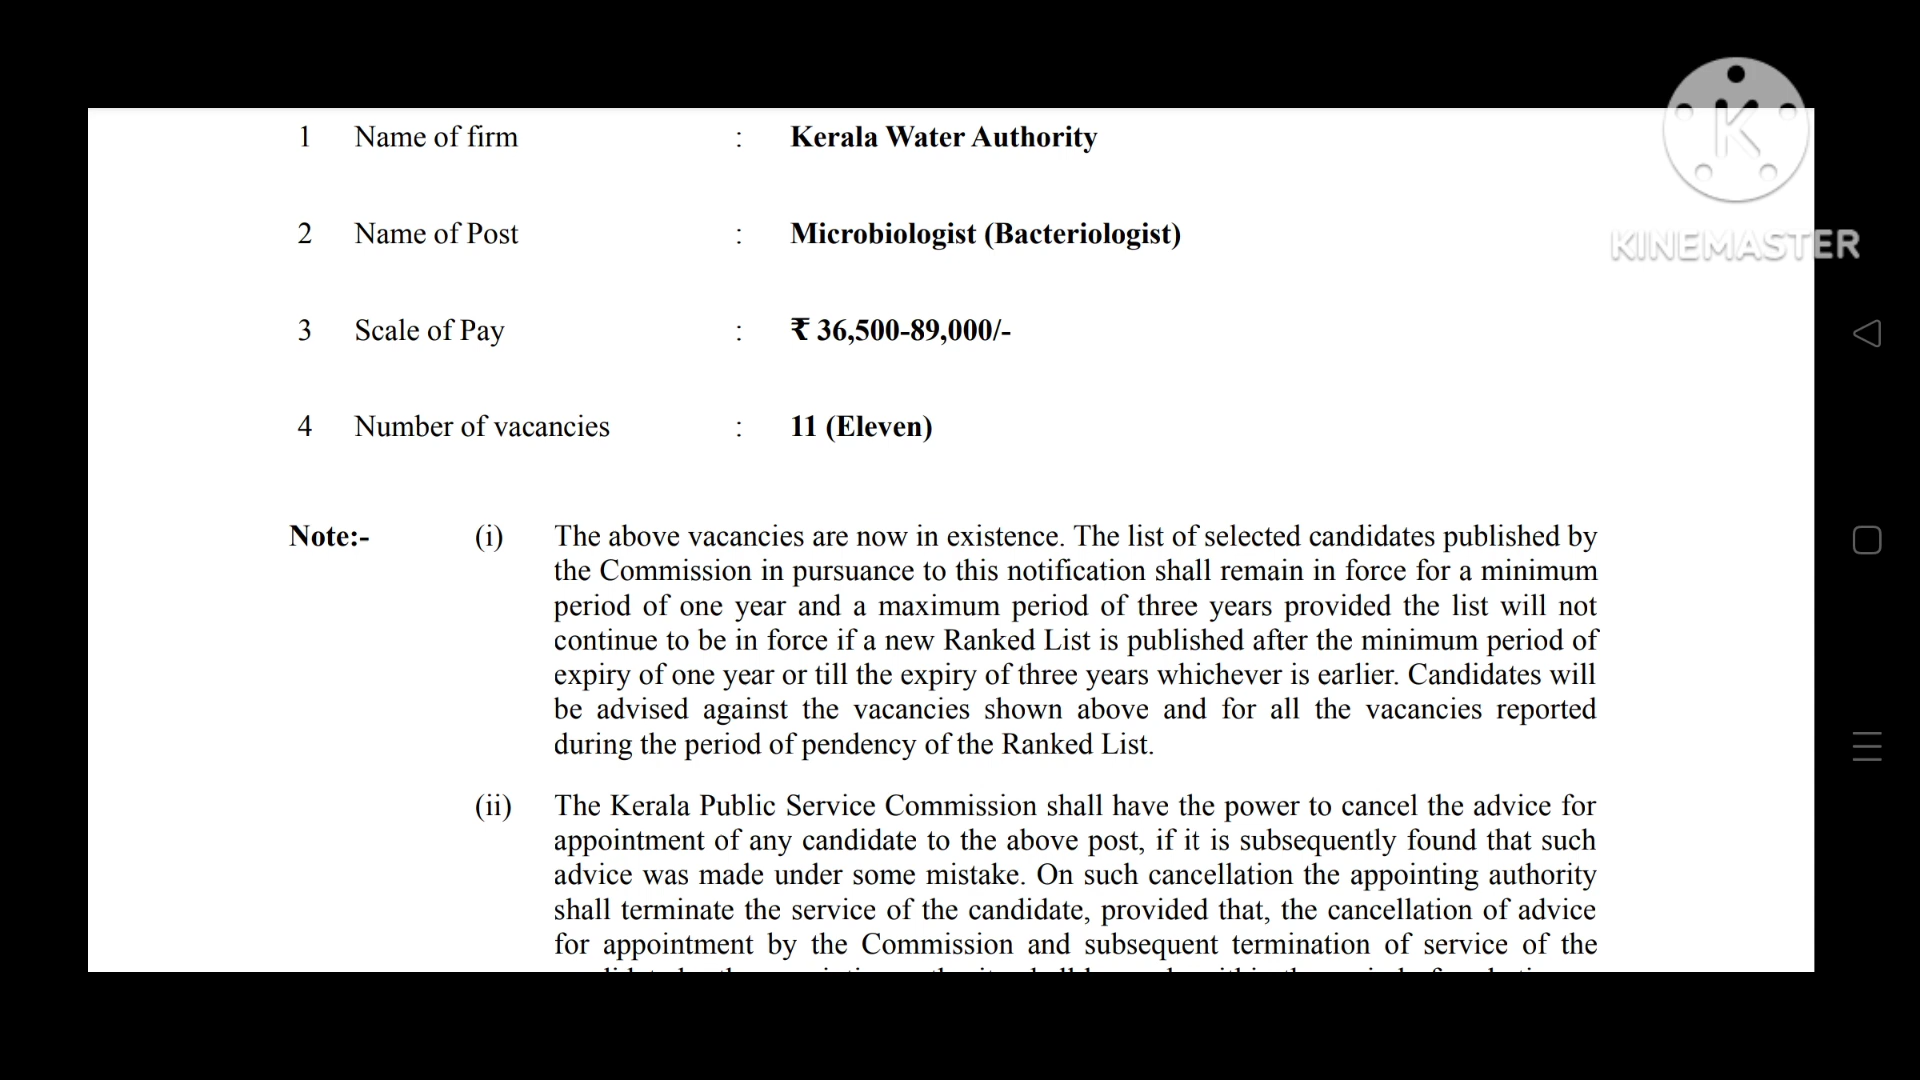 1 Name of firm : Kerala Water Authority
2 Name of Post : Microbiologist (Bacteriologist)
3 Scale of Pay : ₹ 36,500-89,000/-
4 Number of vacancies : 11 (Eleven)
Note:- (i) The above vacancies are now in existence. The list of selected candidates published by
the Commission in pursuance to this notification shall remain in force for a minimum
period of one year and a maximum period of three years provided the list will not
continue to be in force if a new Ranked List is published after the minimum period of
expiry of one year or till the expiry of three years whichever is earlier. Candidates will
be advised against the vacancies shown above and for all the vacancies reported
during the period of pendency of the Ranked List.
(ii) The Kerala Public Service Commission shall have the power to cancel the advice for
appointment of any candidate to the above post, if it is subsequently found that such
advice was made under some mistake. On such cancellation the appointing authority
shall terminate the service of the candidate, provided that, the cancellation of advice
for appointment by the Commission and subsequent termination of service of the
K
KINEMASTER